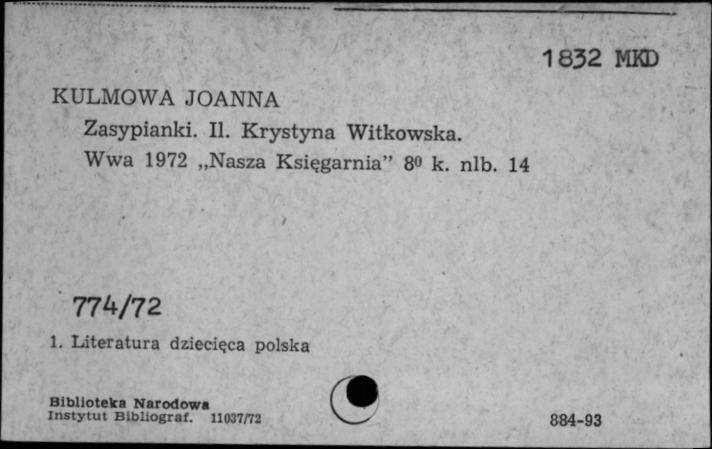 1832 MKD
KULMOWA JOANNA
Zasypianki. Il. Krystyna Witkowska.
Wwa 1972 „Nasza Księgarnia” 8⁰ k. nlb. 14
774/72
1. Literatura dziecięca polska
Biblioteka Narodowa
Instytut Bibliograf. 11037/72
884-93